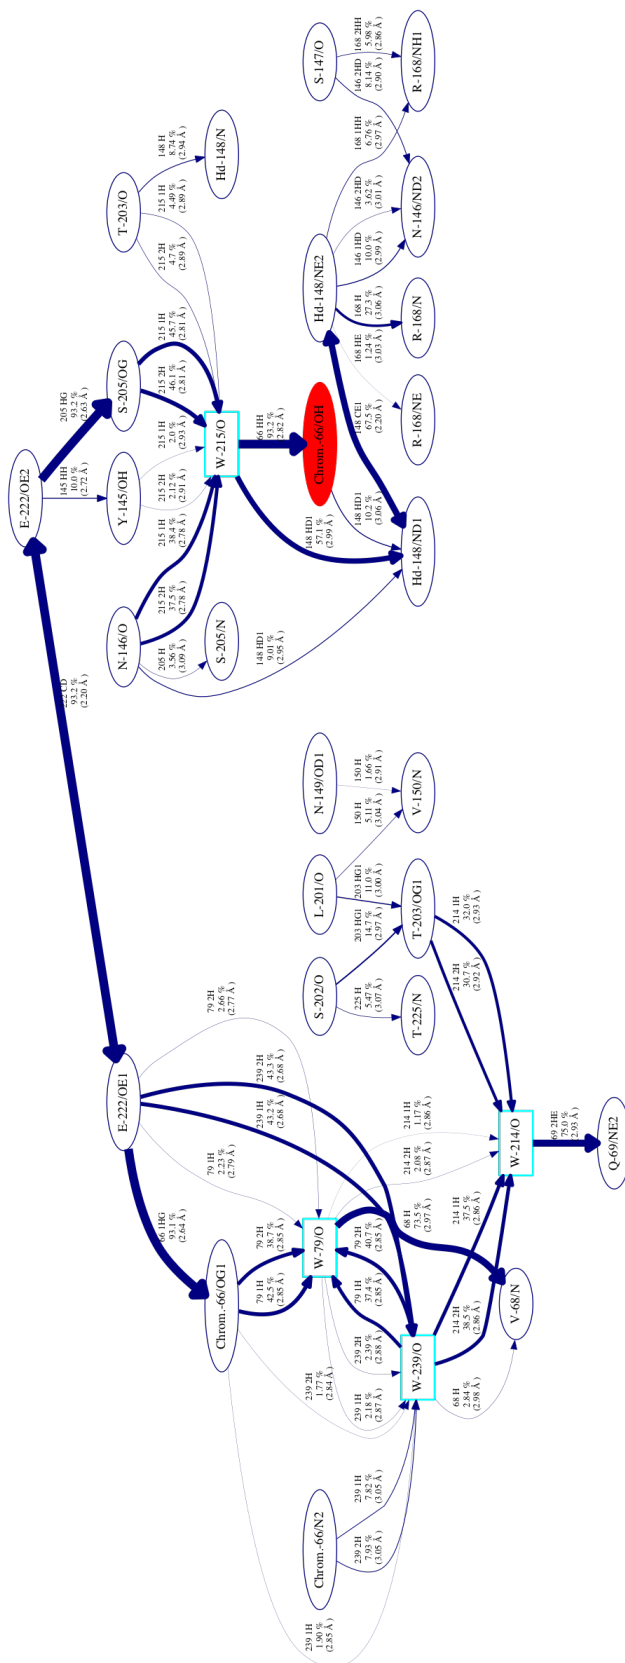 E-222/OE2
222 CD
93.2 %
(2.20 Å )
145 HH
10.0 %
(2.72 Å )
205 HG
93.2 %
(2.63 Å )
E-222/OE1
N-146/O
Y-145/OH
S-205/OG
T-203/O
66 1HG
93.1 %
(2.64 Å )
79 1H
2.23 %
(2.79 Å )
239 1H
43.2 %
(2.68 Å )
239 2H
43.3 %
(2.68 Å )
79 2H
2.66 %
(2.77 Å )
205 H
3.56 %
(3.09 Å )
215 2H
37.5 %
(2.78 Å )
215 1H
38.4 %
(2.78 Å )
215 2H
2.12 %
(2.91 Å )
215 1H
2.0 %
(2.93 Å )
215 2H
46.1 %
(2.81 Å )
215 1H
45.7 %
(2.81 Å )
215 2H
4.7 %
(2.89 Å )
215 1H
4.49 %
(2.89 Å )
148 H
8.74 %
(2.94 Å )
Chrom.-66/OG1
S-205/N
W-215/O
Hd-148/N
79 1H
42.5 %
(2.85 Å )
79 2H
38.7 %
(2.85 Å )
148 HD1
9.01 %
(2.95 Å )
148 HD1
57.1 %
(2.99 Å )
66 HH
93.2 %
(2.82 Å )
Chrom.-66/N2
239 2H
1.77 %
(2.84 Å )
239 1H
1.90 %
(2.85 Å )
W-79/O
S-202/O
L-201/O
N-149/OD1
Chrom.-66/OH
Hd-148/NE2
S-147/O
239 2H
7.93 %
(3.05 Å )
239 1H
7.82 %
(3.05 Å )
239 1H
2.18 %
(2.87 Å )
239 2H
2.39 %
(2.88 Å )
79 1H
37.4 %
(2.85 Å )
79 2H
40.7 %
(2.85 Å )
68 H
73.5 %
(2.97 Å )
214 2H
2.08 %
(2.87 Å )
214 1H
1.17 %
(2.86 Å )
225 H
5.47 %
(3.07 Å )
203 HG1
14.7 %
(2.97 Å )
203 HG1
11.0 %
(3.00 Å )
150 H
5.11 %
(3.04 Å )
150 H
1.66 %
(2.91 Å )
148 HD1
10.2 %
(3.06 Å )
148 CE1
67.5 %
(2.20 Å )
168 HE
1.24 %
(3.03 Å )
168 H
27.3 %
(3.06 Å )
146 1HD
10.0 %
(2.99 Å )
146 2HD
3.62 %
(3.01 Å )
168 1HH
6.76 %
(2.97 Å )
146 2HD
8.14 %
(2.90 Å )
168 2HH
5.98 %
(2.86 Å )
W-239/O
T-225/N
T-203/OG1
V-150/N
Hd-148/ND1
R-168/NE
R-168/N
N-146/ND2
R-168/NH1
68 H
2.84 %
(2.98 Å )
214 2H
38.5 %
(2.86 Å )
214 1H
37.5 %
(2.86 Å )
214 2H
30.7 %
(2.92 Å )
214 1H
32.0 %
(2.93 Å )
V-68/N
W-214/O
69 2HE
75.0 %
(2.93 Å )
Q-69/NE2